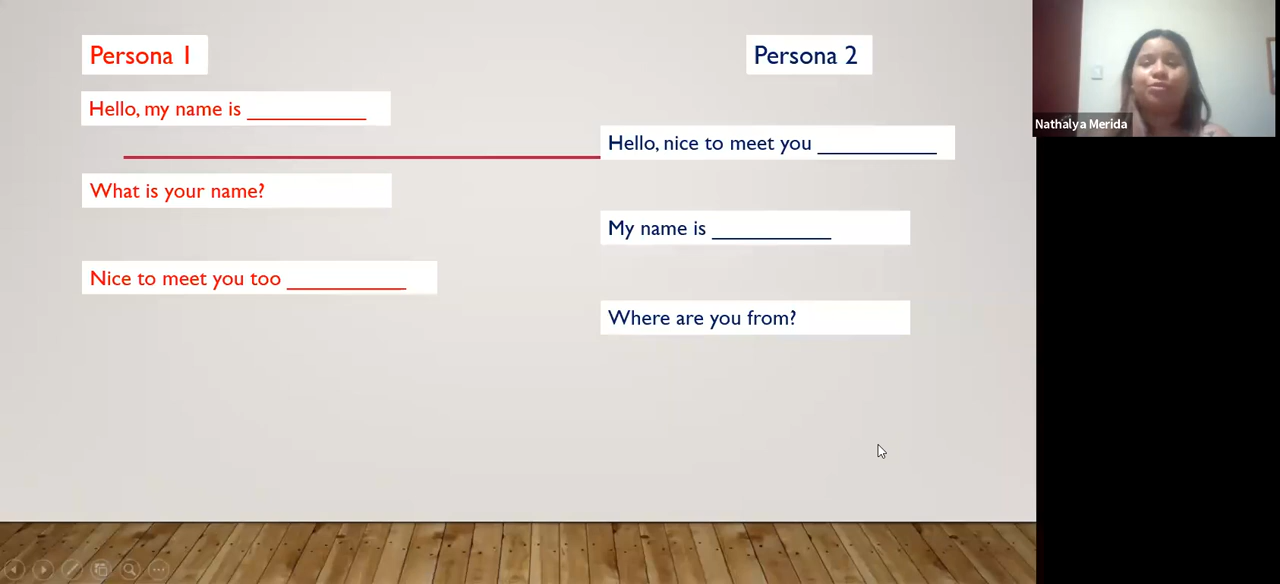 Persona 1
Persona 2
Hello, my name is ___________
Hello, nice to meet you ___________
What is your name?
My name is ___________
Nice to meet you too ___________
Where are you from?
Nathalya Merida